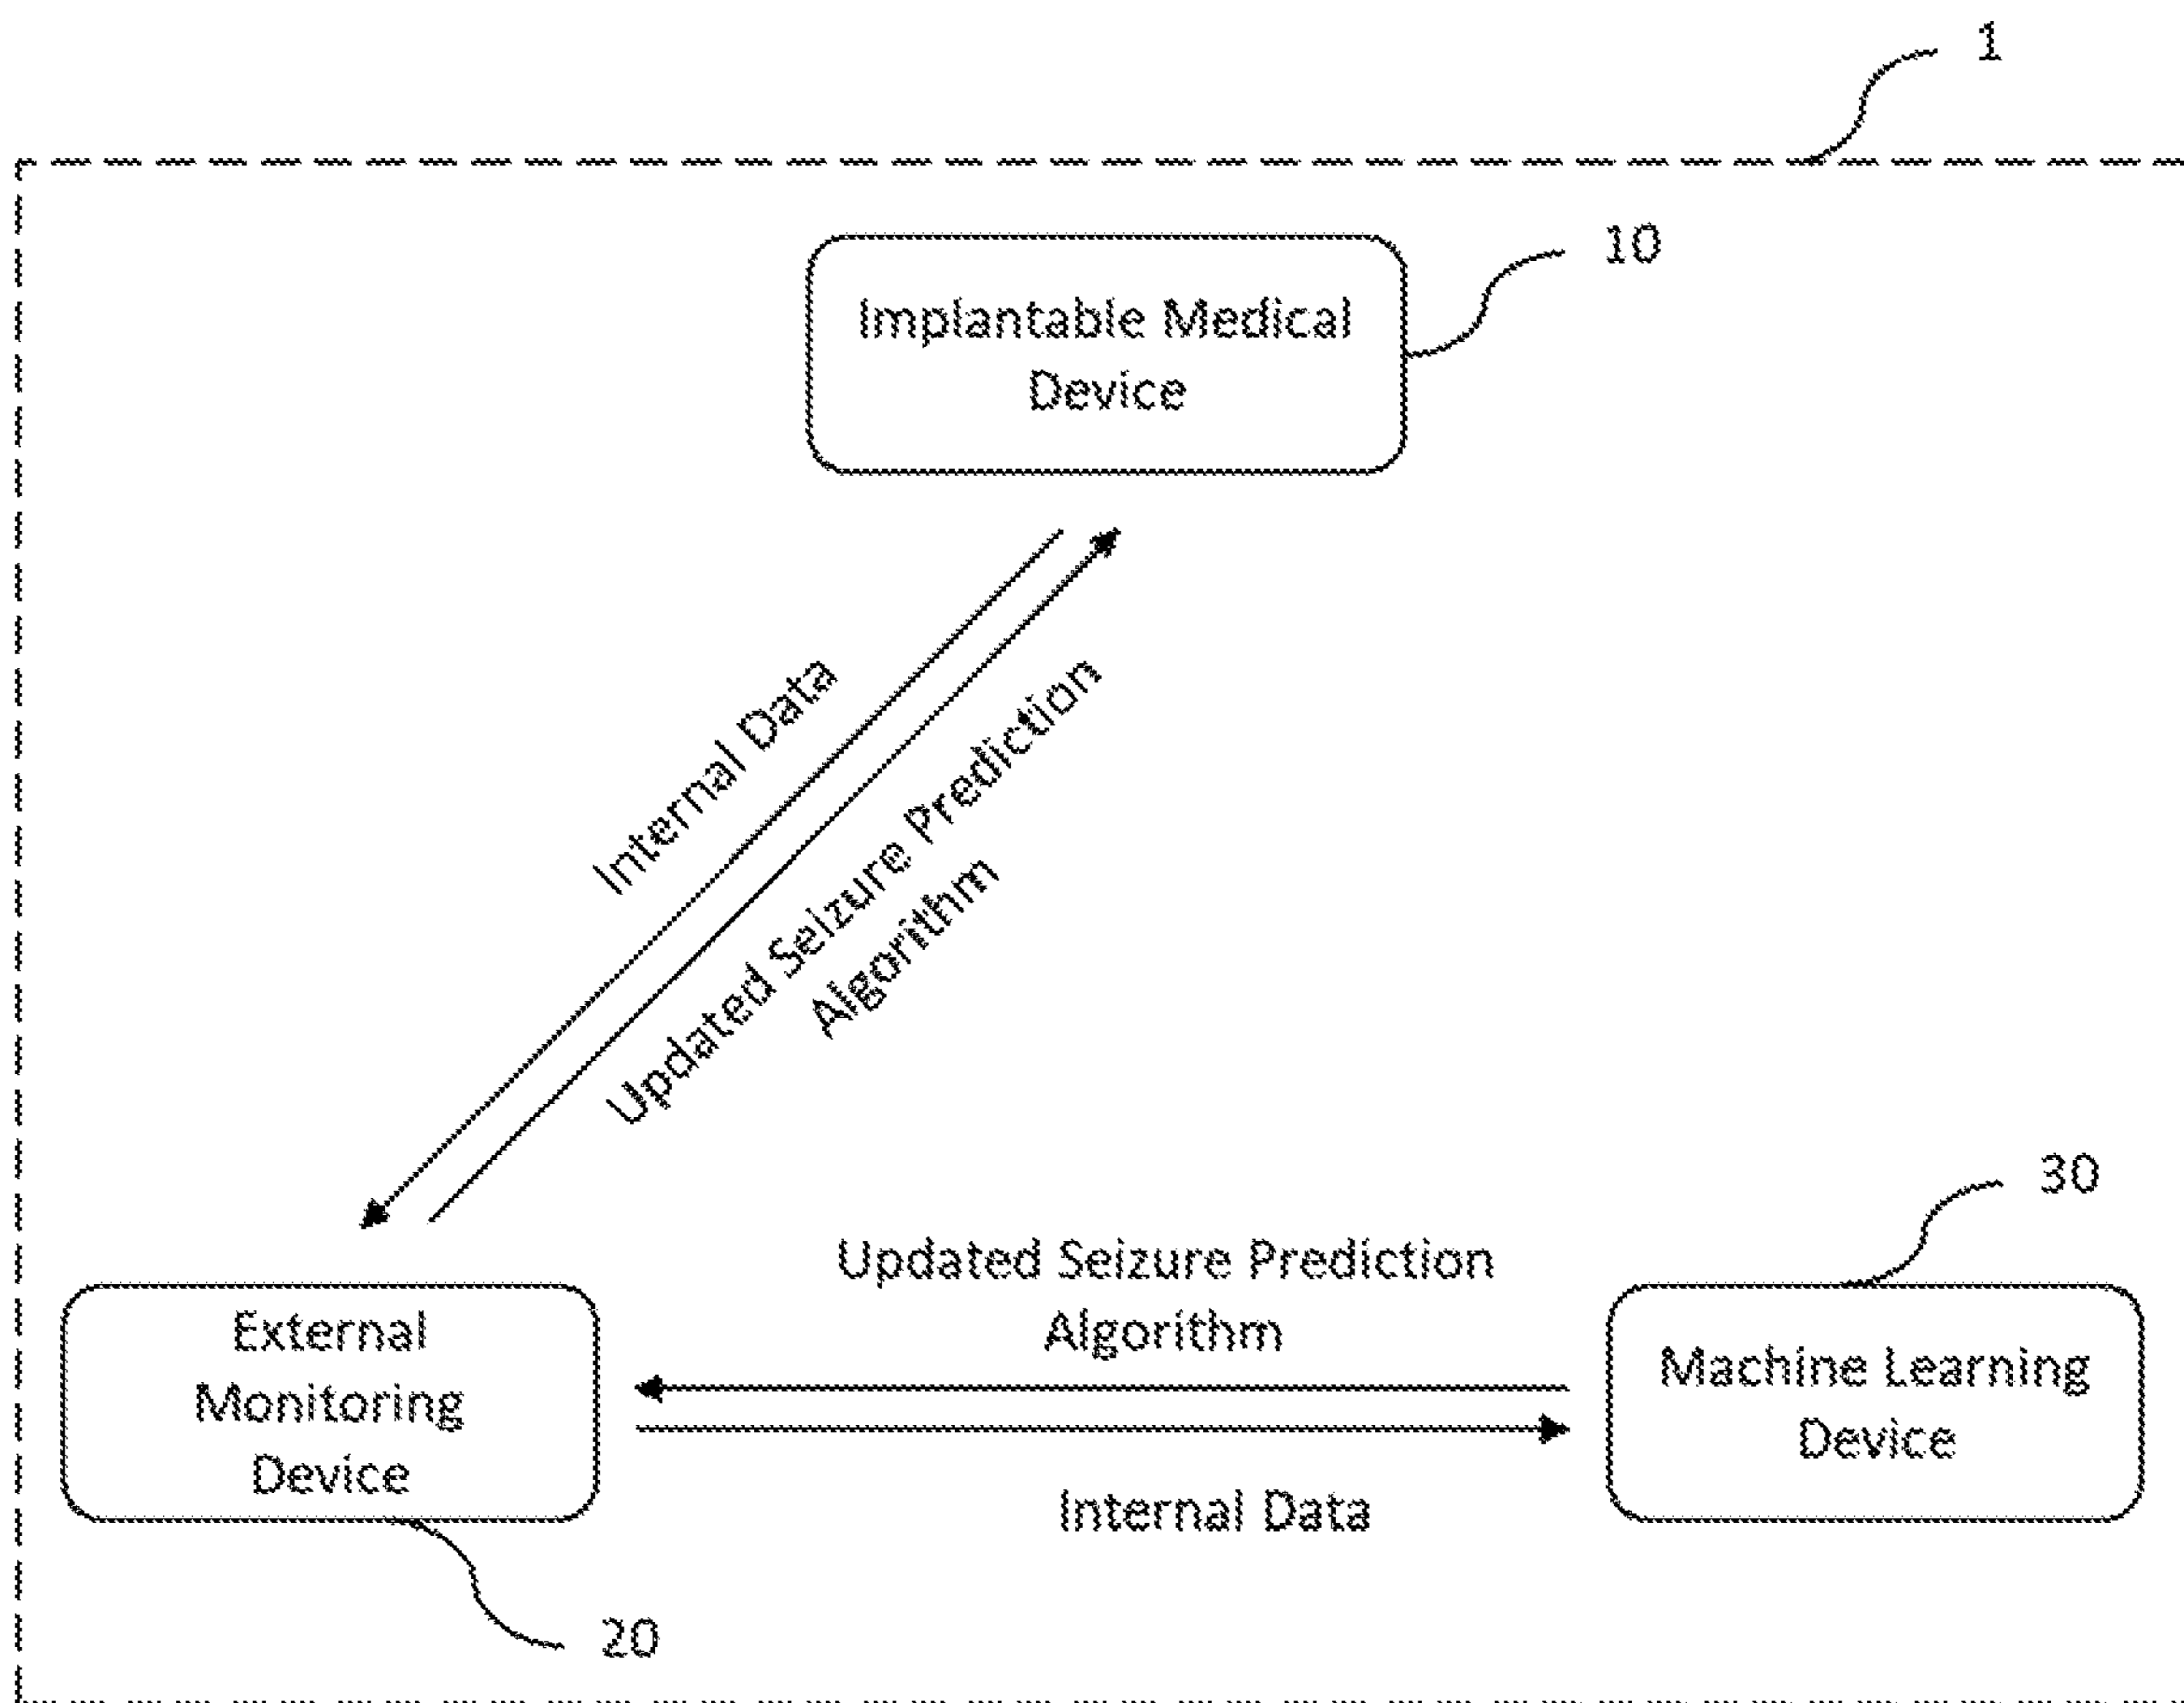 1
10
Implantable Medical
Device
Internal Data
Updated Seizure Prediction
Algorithm
30
Updated Seizure Prediction
Algorithm
External
Monitoring
Device
Machine Learning
Device
Internal Data
20